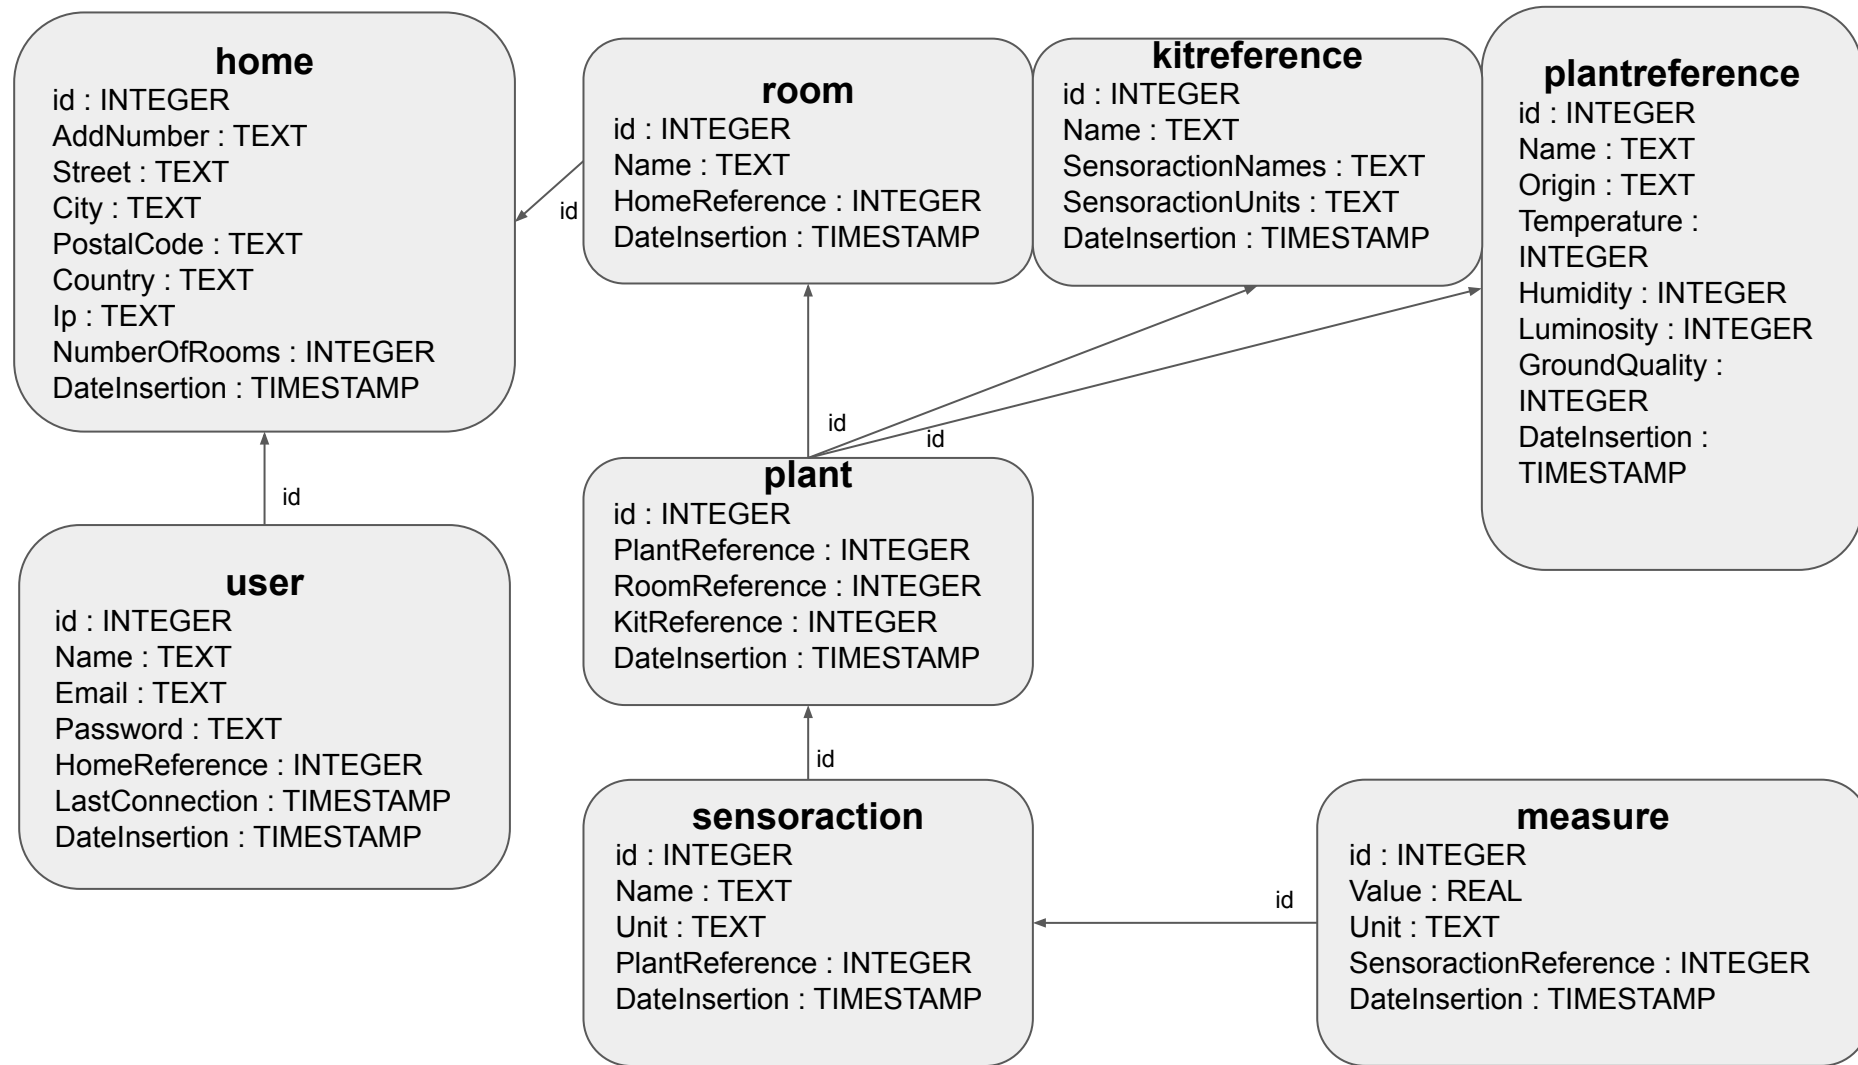 home
id : INTEGER
AddNumber : TEXT
Street : TEXT
City : TEXT
PostalCode : TEXT
Country : TEXT
Ip : TEXT
NumberOfRooms : INTEGER
DateInsertion : TIMESTAMP
id
room
id : INTEGER
Name : TEXT
HomeReference : INTEGER
DateInsertion : TIMESTAMP
kitreference
id : INTEGER
Name : TEXT
SensoractionNames : TEXT
SensoractionUnits : TEXT
DateInsertion : TIMESTAMP
plantreference
id : INTEGER
Name : TEXT
Origin : TEXT
Temperature :
INTEGER
Humidity : INTEGER
Luminosity : INTEGER
GroundQuality :
INTEGER
DateInsertion :
TIMESTAMP
id
id
id
user
id : INTEGER
Name : TEXT
Email : TEXT
Password : TEXT
HomeReference : INTEGER
LastConnection : TIMESTAMP
DateInsertion : TIMESTAMP
plant
id : INTEGER
PlantReference : INTEGER
RoomReference : INTEGER
KitReference : INTEGER
DateInsertion : TIMESTAMP
id
sensoraction
id : INTEGER
Name : TEXT
Unit : TEXT
PlantReference : INTEGER
DateInsertion : TIMESTAMP
id
measure
id : INTEGER
Value : REAL
Unit : TEXT
SensoractionReference : INTEGER
DateInsertion : TIMESTAMP